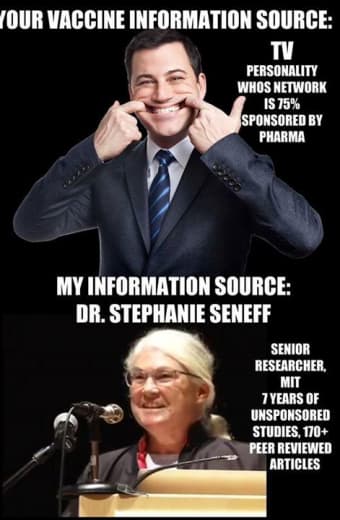 YOUR VACCINE INFORMATION SOURCE:
TV
PERSONALITY
WHOS NETWORK
IS 75%
SPONSORED BY
PHARMA
MY INFORMATION SOURCE:
DR. STEPHANIE SENEFF
SENIOR
RESEARCHER,
MIT
7 YEARS OF
UNSPONSORED
STUDIES, 170+
PEER REVIEWED
ARTICLES